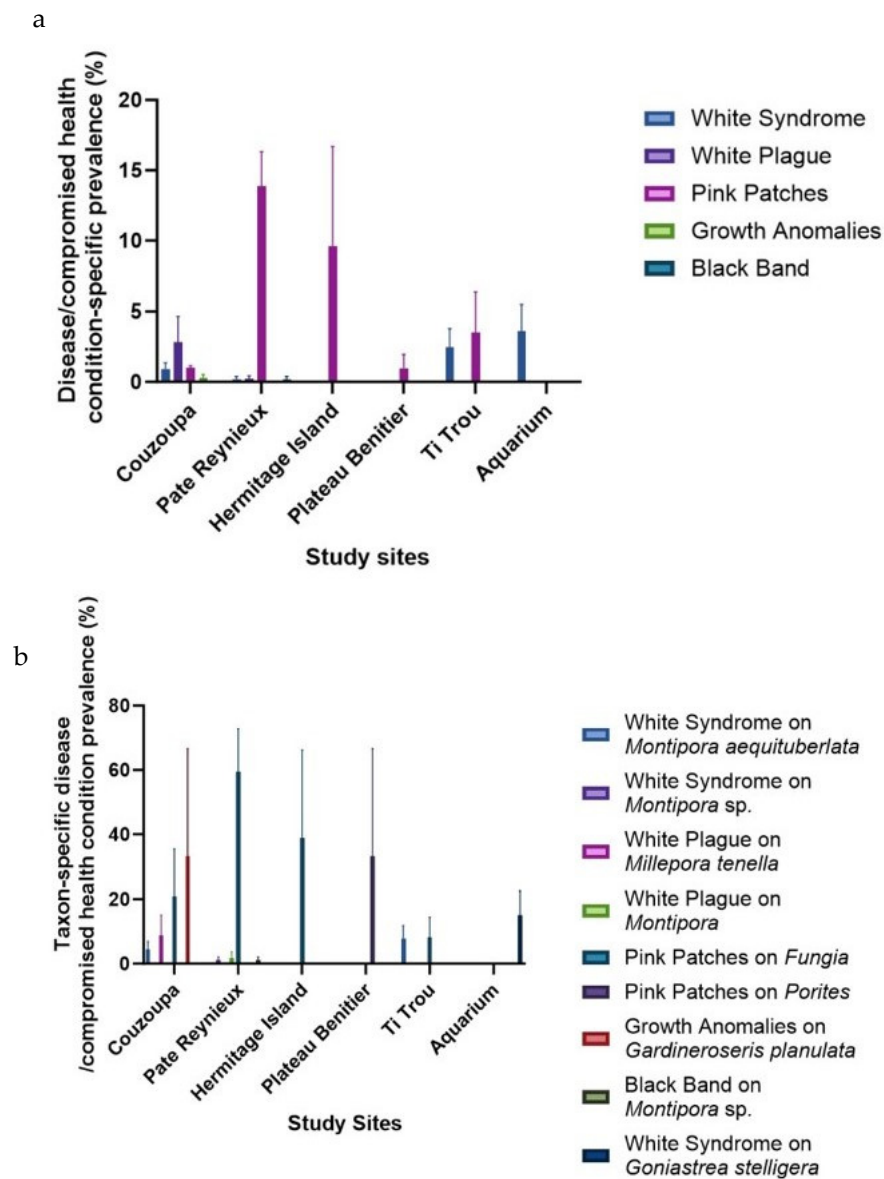 a
Disease/compromised health
condition-specific prevalence (%)
20
15
10
5
0
Couzoupa
Pate Reynieux
Hermitage Island
Plateau Benitier
Ti Trou
Aquarium
Study sites
White Syndrome
White Plague
Pink Patches
Growth Anomalies
Black Band
b
Taxon-specific disease
/compromised health condition prevalence (%)
80
60
40
20
0
Couzoupa
Pate Reynieux
Hermitage Island
Plateau Benitier
Ti Trou
Aquarium
Study Sites
White Syndrome on
Montipora aequituberlata
White Syndrome on
Montipora sp.
White Plague on
Millepora tenella
White Plague on
Montipora
Pink Patches on Fungia
Pink Patches on Porites
Growth Anomalies on
Gardineroseris planulata
Black Band on
Montipora sp.
White Syndrome on
Goniastrea stelligera